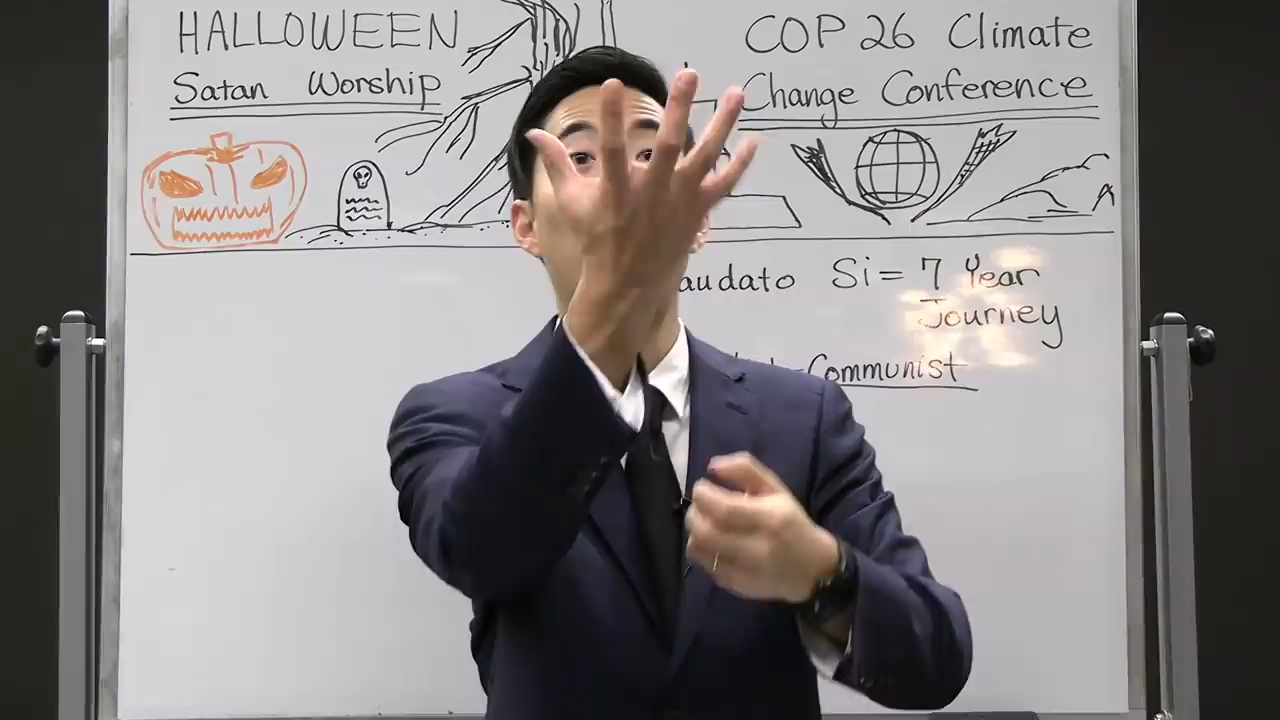 HALLOWEEN
Satan Worship
COP 26 Climate
Change Conference
audato Si = 7 Year
Journey
Communist